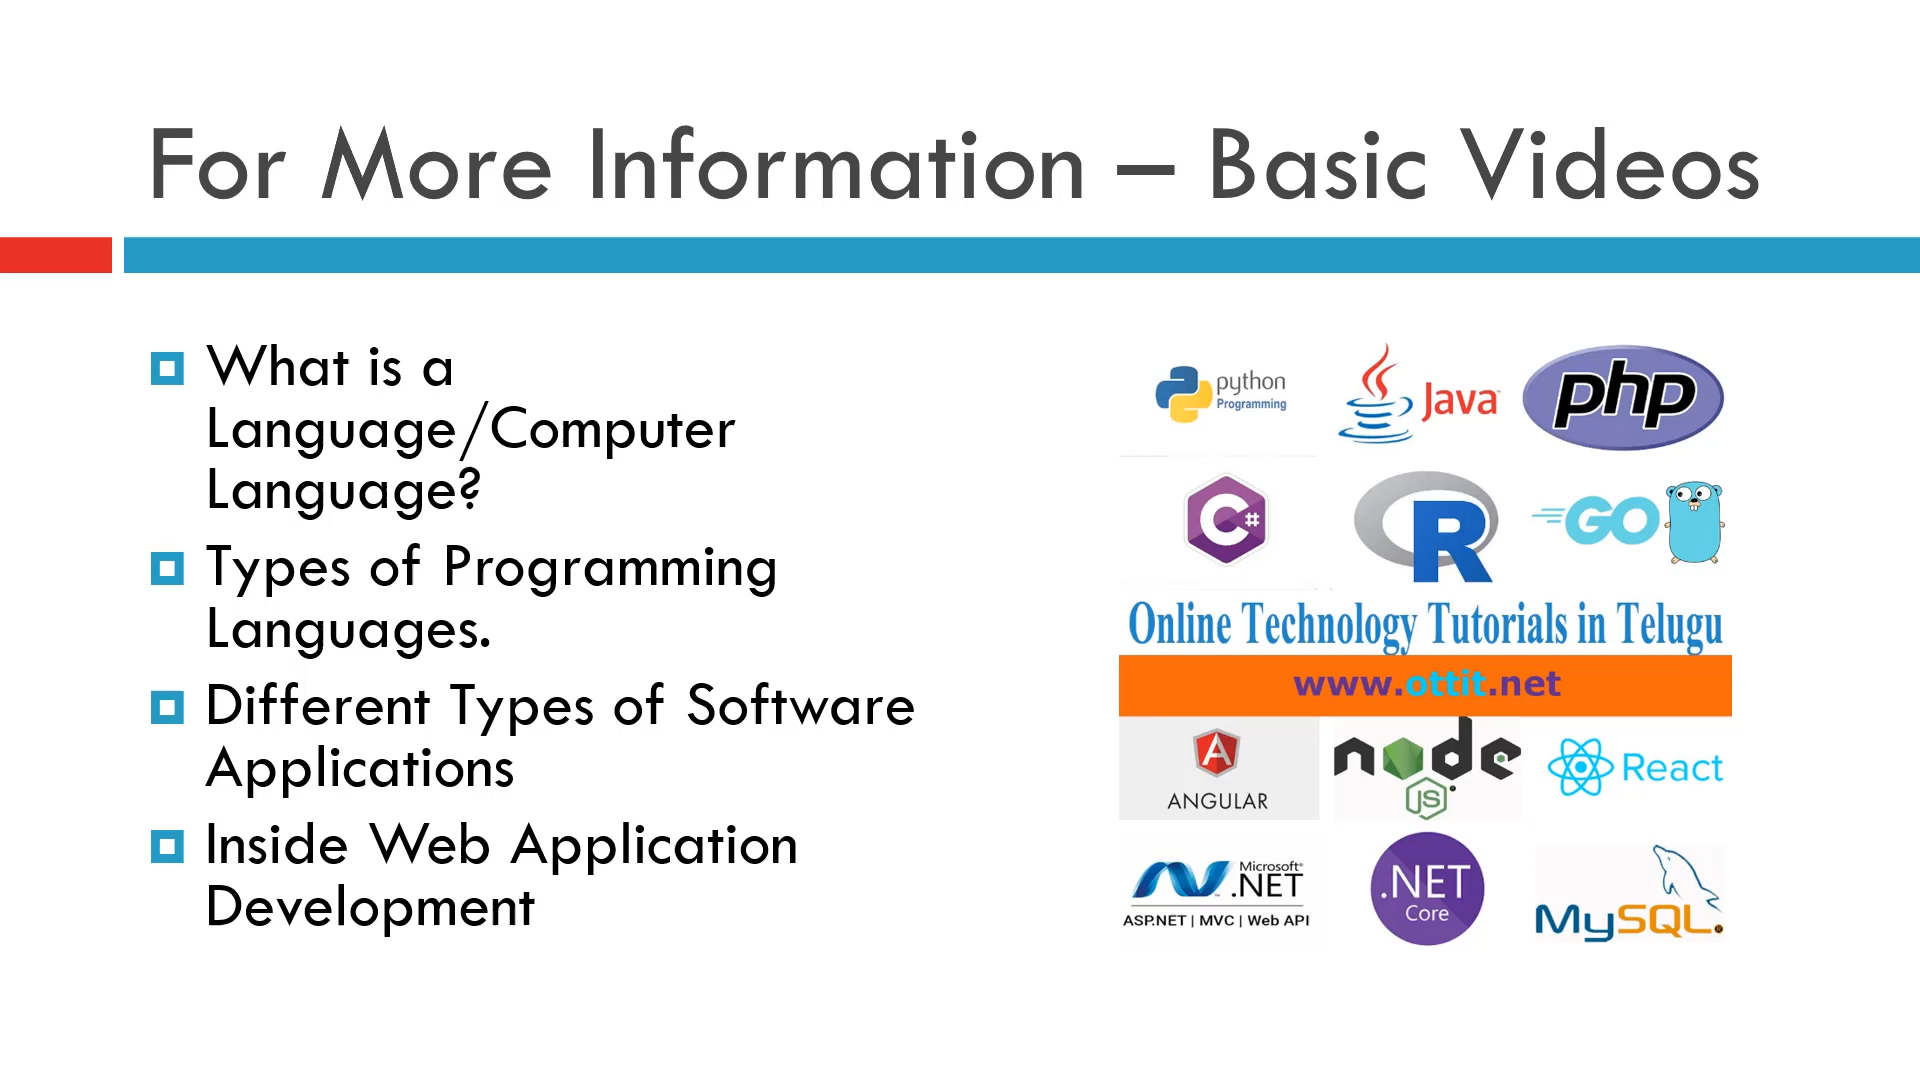 For More Information – Basic Videos
What is a
Language/Computer
Language?
Types of Programming
Languages.
Different Types of Software
Applications
Inside Web Application
Development
python
Programming
Java
php
C#
R
GO
Online Technology Tutorials in Telugu
www.ottit.net
A
ANGULAR
node
JS
React
Microsoft®
.NET
ASP.NET | MVC | Web API
.NET
Core
MySQL.